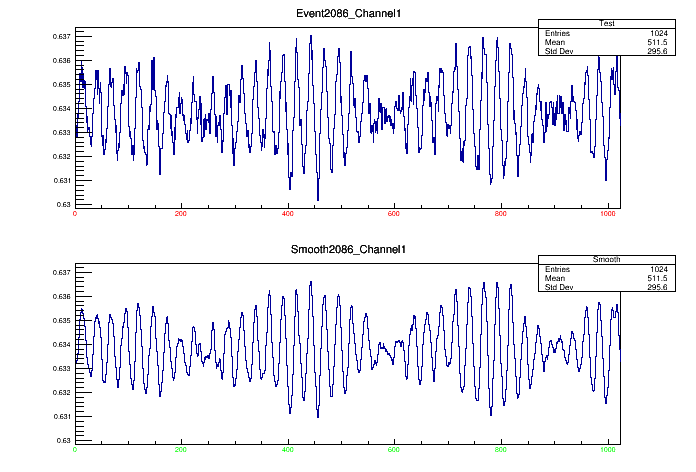 Event2086_Channel1
Test
Entries 1024
Mean 511.5
Std Dev 295.6
0.637
0.636
0.635
0.634
0.633
0.632
0.631
0.63
0 200 400 600 800 1000
Smooth2086_Channel1
Smooth
Entries 1024
Mean 511.5
Std Dev 295.6
0.637
0.636
0.635
0.634
0.633
0.632
0.631
0.63
0 200 400 600 800 1000